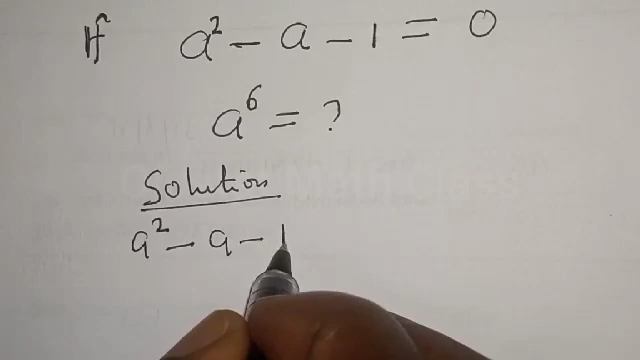 If a² - a - 1 = 0
a⁶ = ?
Solution
a² - a - 1